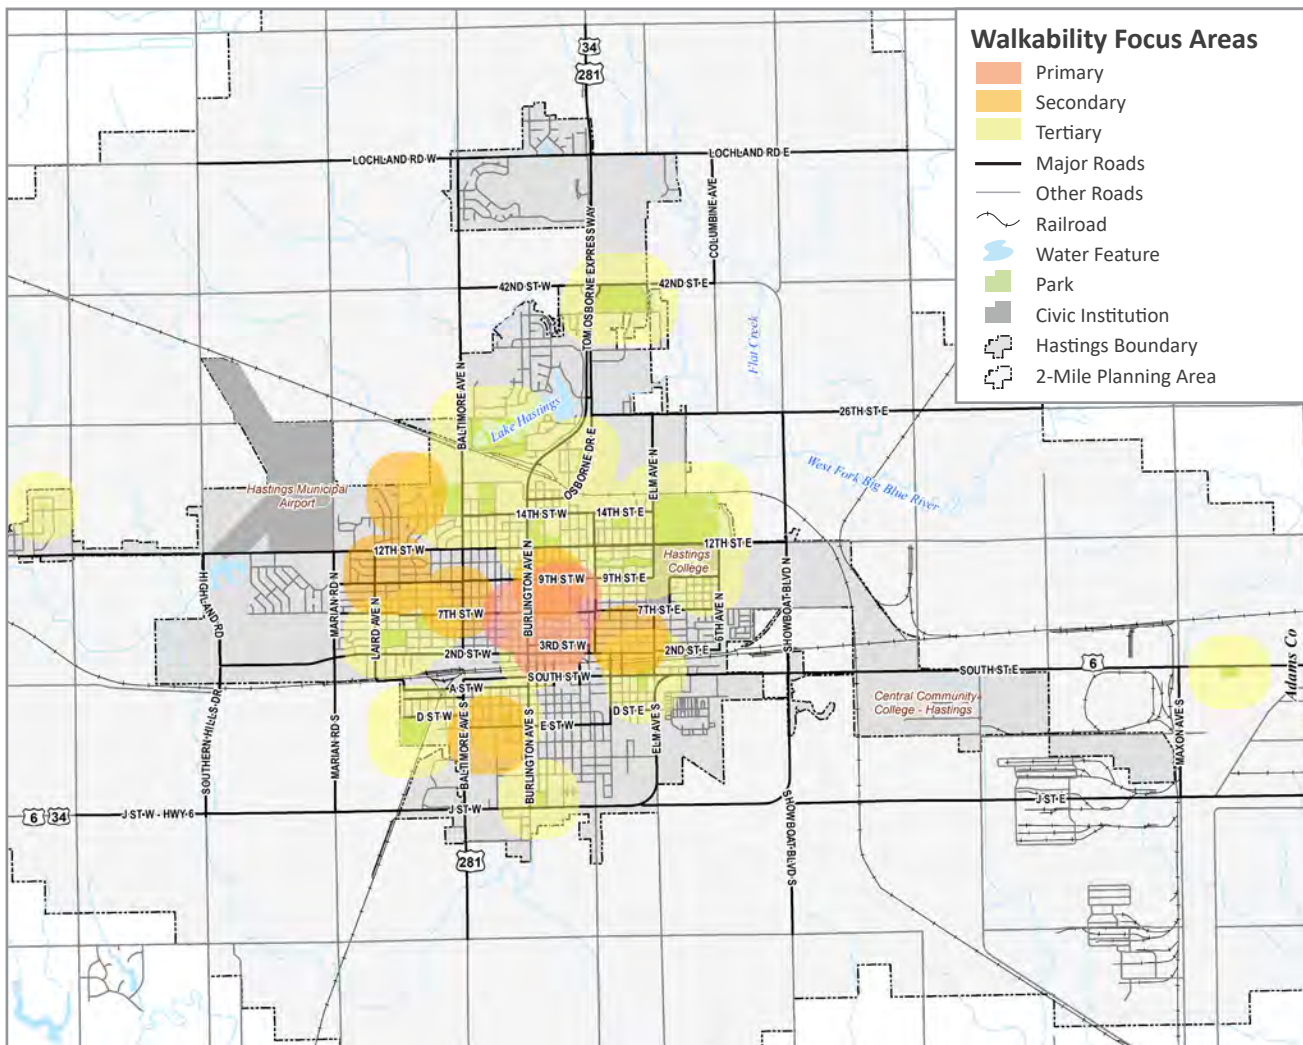 Walkability Focus Areas
Primary
Secondary
Tertiary
Major Roads
Other Roads
Railroad
Water Feature
Park
Civic Institution
Hastings Boundary
2-Mile Planning Area
34
281
LOCHLAND RD W
LOCHLAND RD E
COLUMBINE AVE
TOM OSBORNE EXPRESSWAY
42ND ST W
42ND ST E
Flat Creek
BALTIMORE AVE N
Lake Hastings
26TH ST E
OSBORNE DR E
ELM AVE N
West Fork Big Blue River
Hastings Municipal
Airport
14TH ST W
14TH ST E
12TH ST W
12TH ST E
BURLINGTON AVE N
Hastings
College
9TH ST W
9TH ST E
HIGHLAND RD
MARIAN RD N
LAIRD AVE N
7TH ST W
7TH ST E
6TH AVE N
SHOWBOAT BLVD N
3RD ST W
2ND ST W
2ND ST E
SOUTH ST W
SOUTH ST E
6
Adams Co
A ST W
Central Community
College - Hastings
D ST W
D ST E
E ST W
SOUTHERN HILLS DR
MARIAN RD S
BALTIMORE AVE S
BURLINGTON AVE S
ELM AVE S
MAXON AVE S
6
34
J ST W - HWY 6
J ST W
J ST E
SHOWBOAT BLVD S
281